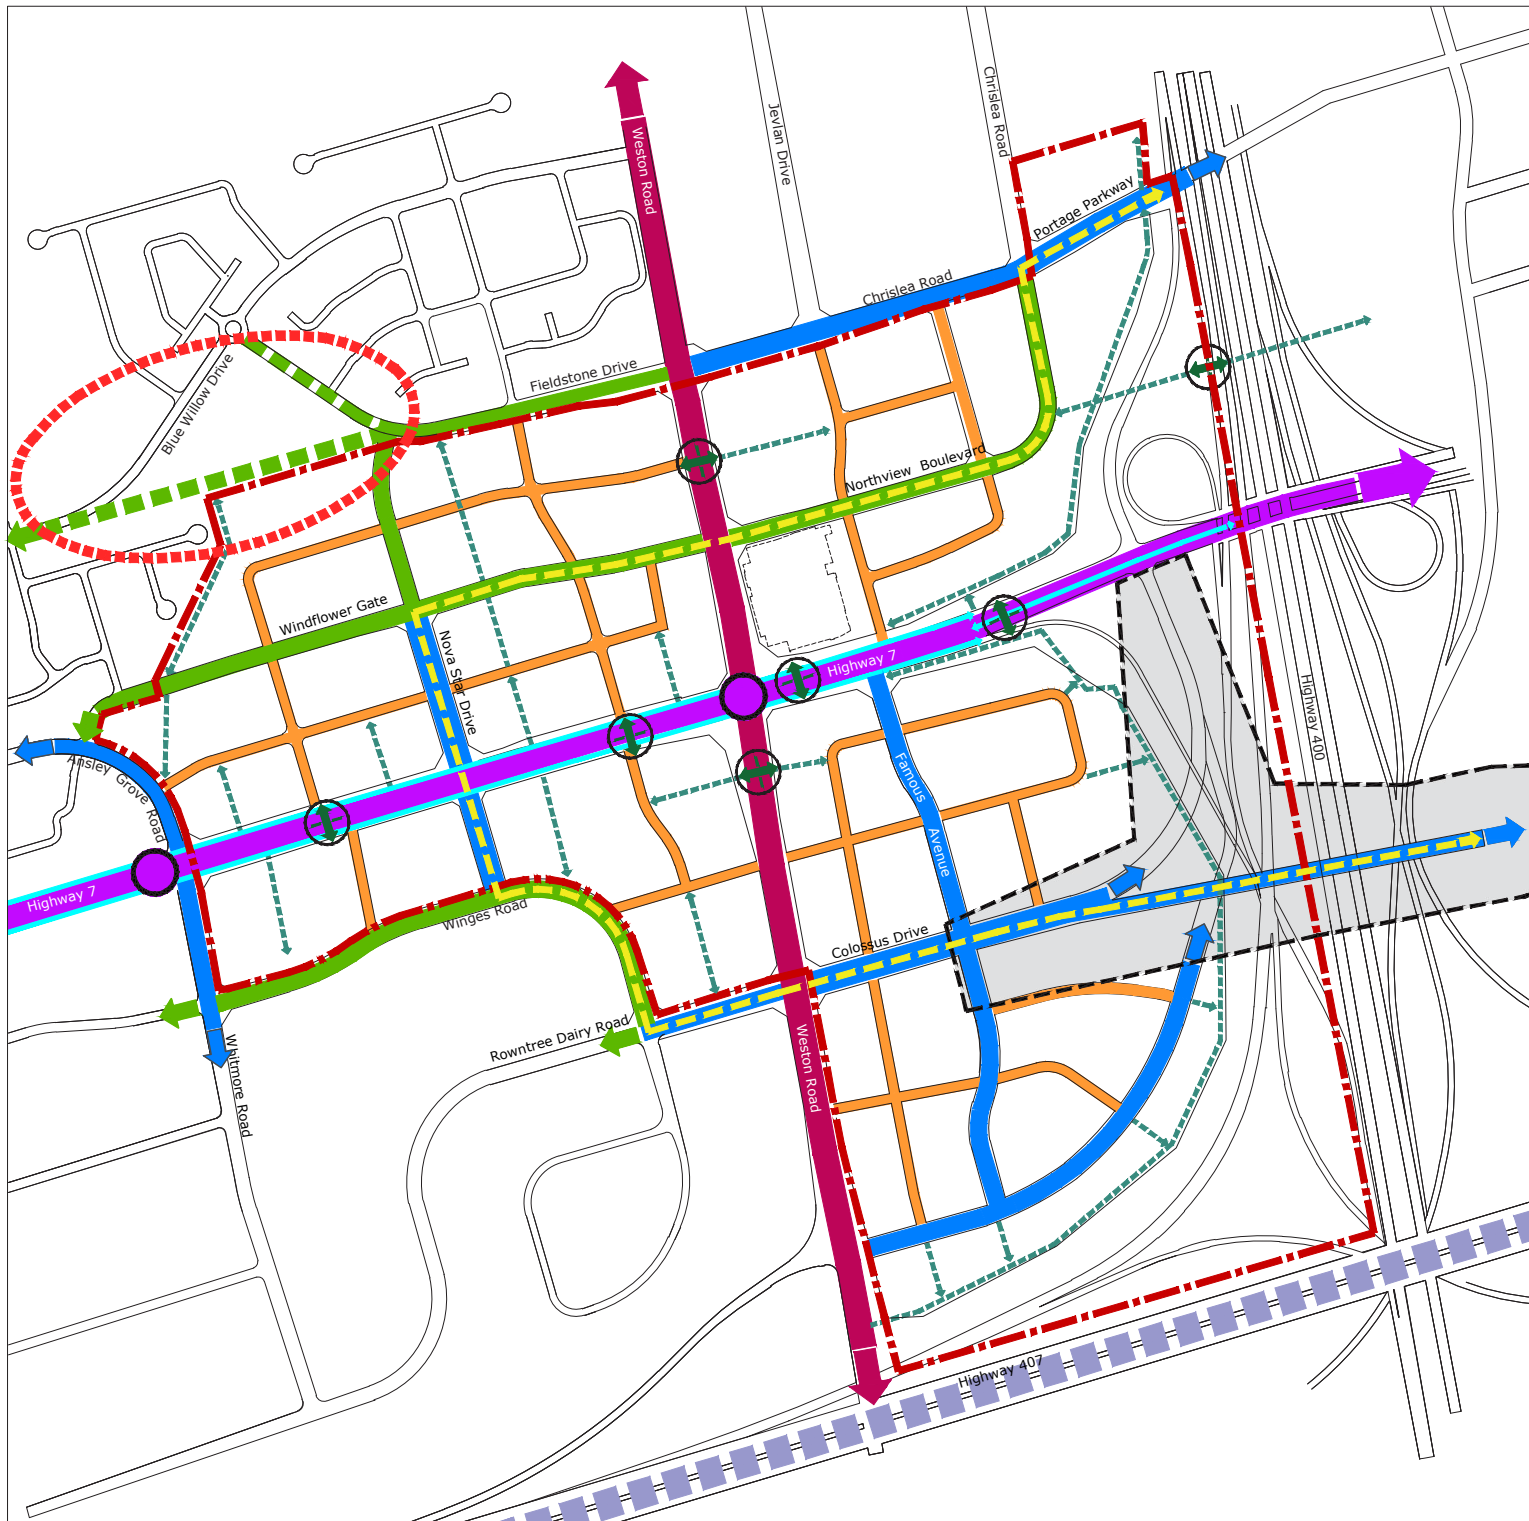 Weston Road
Jevlan Drive
Chrislea Road
Portage Parkway
Chrislea Road
Fieldstone Drive
Blue Willow Drive
Northview Boulevard
Windflower Gate
Nova Star Drive
Highway 7
Highway 400
Ansley Grove Road
Famous Avenue
Highway 7
Winges Road
Colossus Drive
Rowntree Dairy Road
Whitmore Road
Weston Road
Highway 407